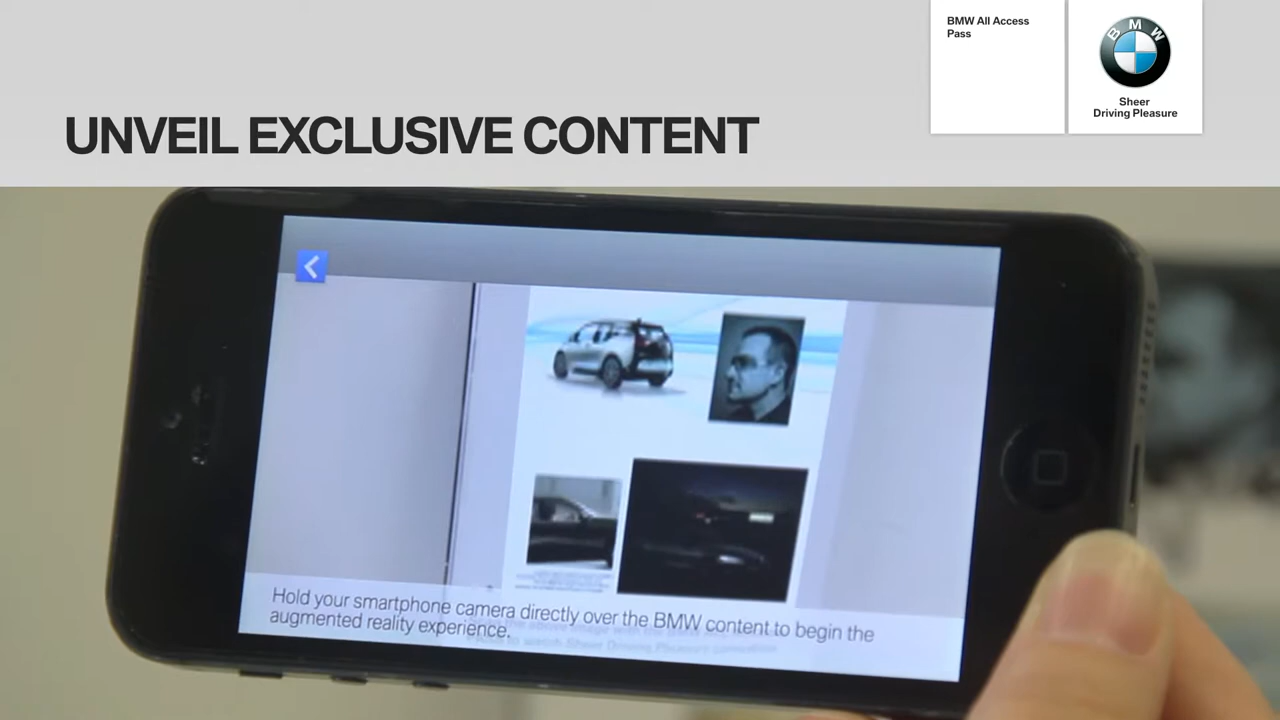 BMW All Access
Pass
BMW
Sheer
Driving Pleasure
UNVEIL EXCLUSIVE CONTENT
Hold your smartphone camera directly over the BMW content to begin the
augmented reality experience.